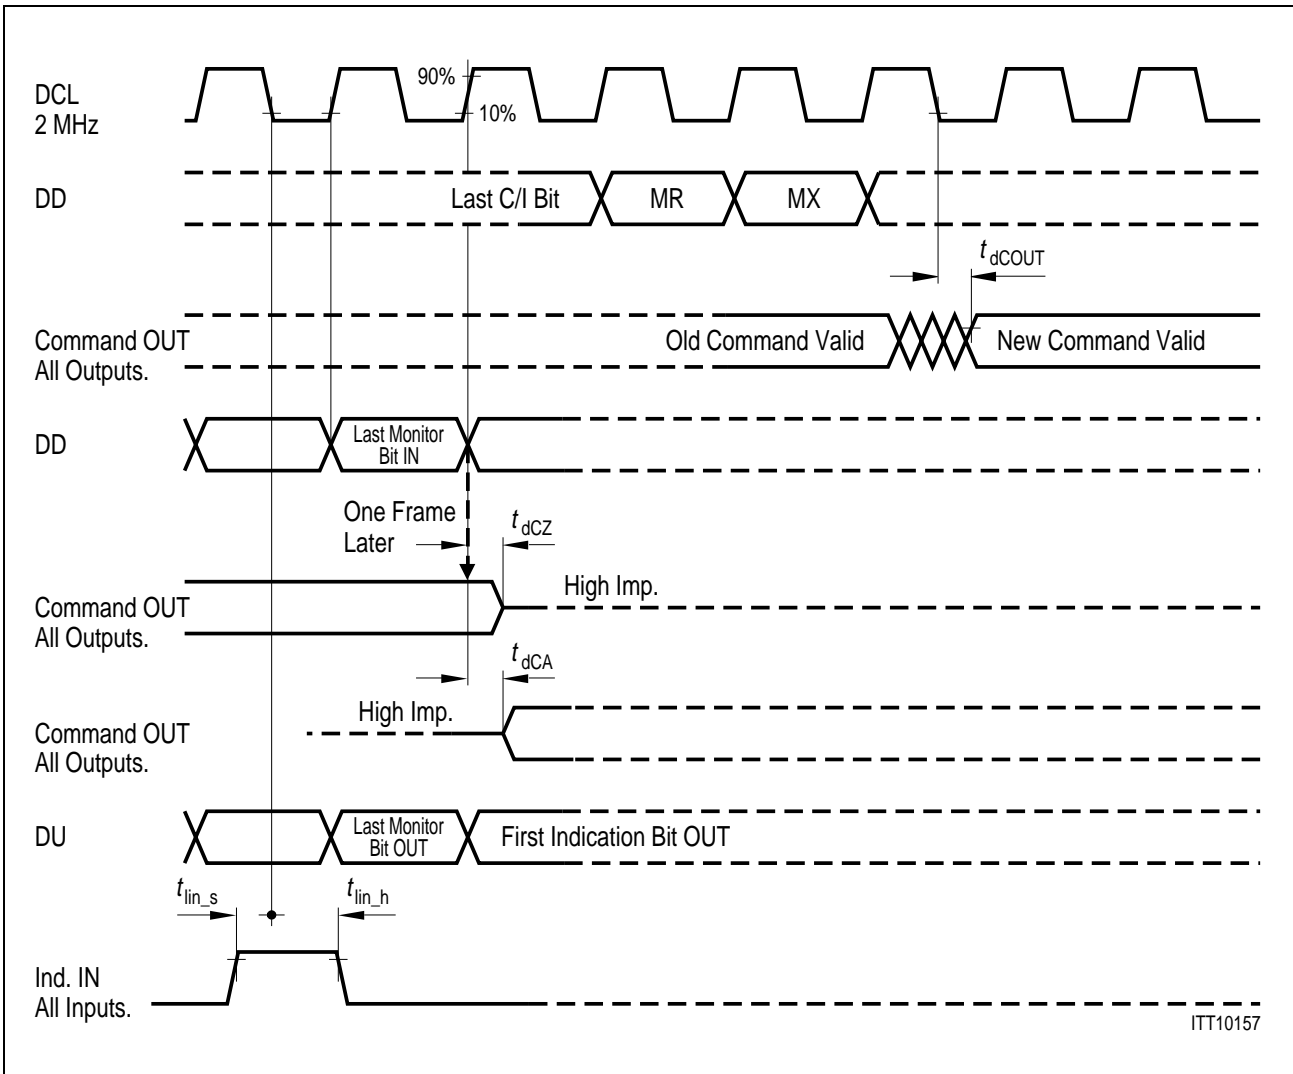 90%
DCL
2 MHz
10%
DD
Last C/I Bit
MR
MX
t dCOUT
Command OUT
All Outputs.
Old Command Valid
New Command Valid
DD
Last Monitor
Bit IN
One Frame
Later
t dCZ
High Imp.
Command OUT
All Outputs.
t dCA
High Imp.
Command OUT
All Outputs.
DU
Last Monitor
Bit OUT
First Indication Bit OUT
t Iin_s
t Iin_h
Ind. IN
All Inputs.
ITT10157